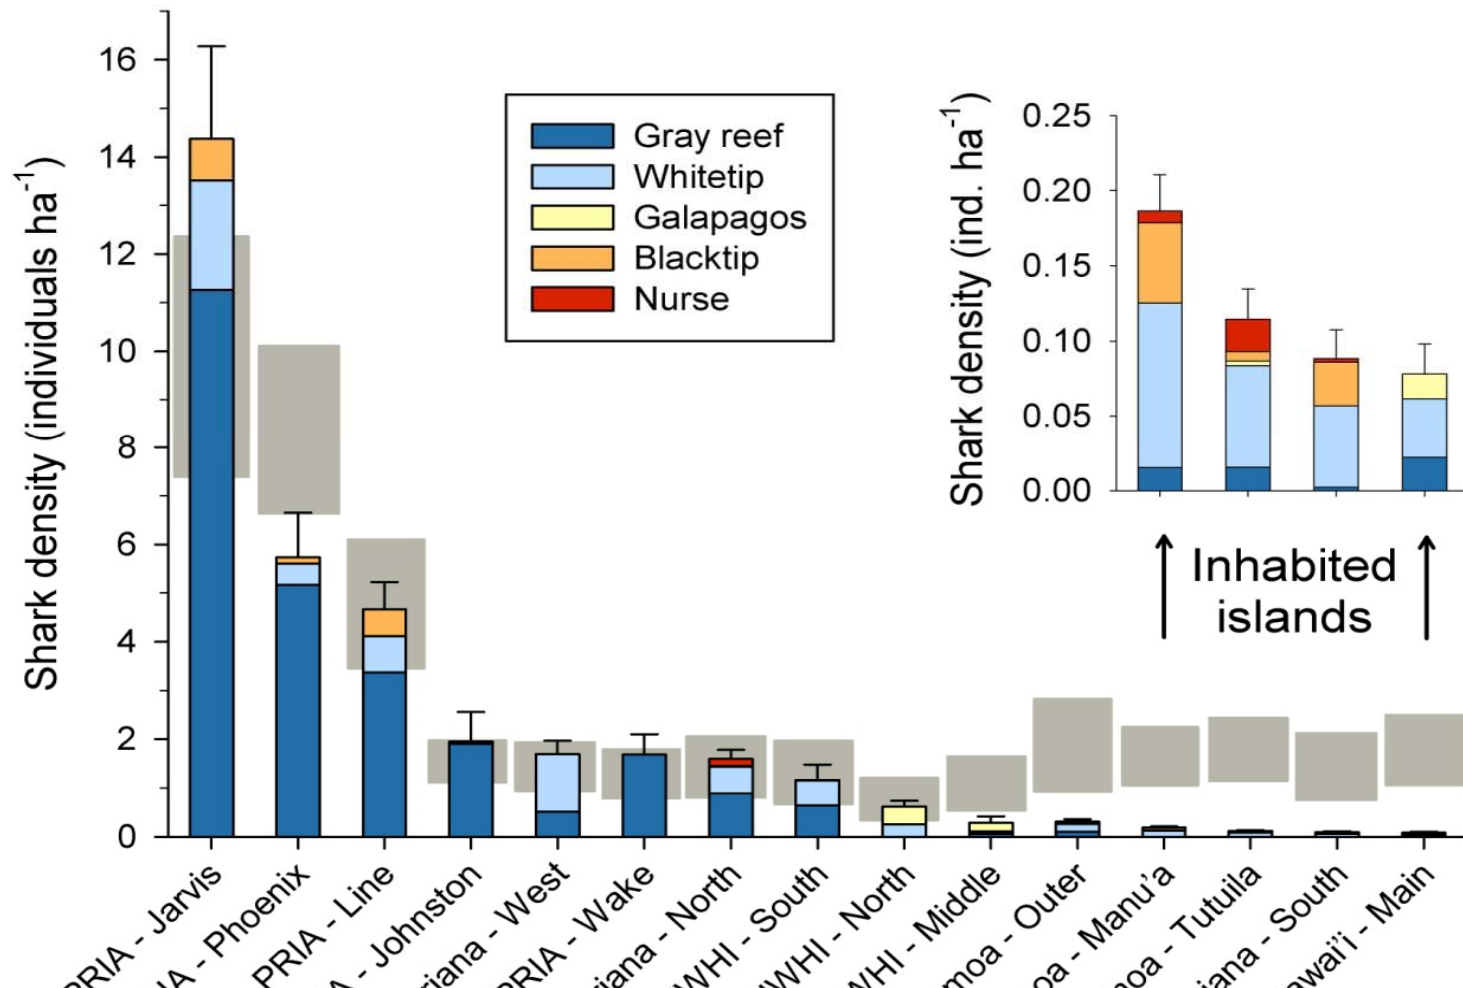 Shark density (individuals ha-1)
16
14
12
10
8
6
4
2
0
Gray reef
Whitetip
Galapagos
Blacktip
Nurse
Shark density (ind. ha-1)
0.25
0.20
0.15
0.10
0.05
0.00
Inhabited
islands
PRIA - Jarvis
- Phoenix
PRIA - Line
- Johnston
- West
PRIA - Wake
- North
- South
- North
- Middle
- Outer
- Manu'a
- Tutuila
- South
- Main